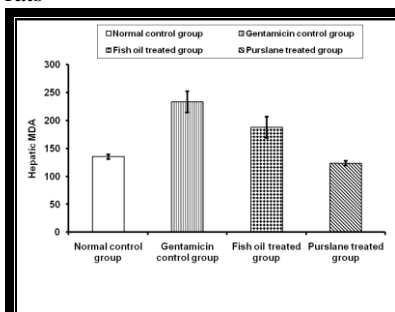 rats
Normal control group
Gentamicin control group
Fish oil treated group
Purslane treated group
Hepatic MDA
300
250
200
150
100
50
0
Normal control group
Gentamicin control group
Fish oil treated group
Purslane treated group